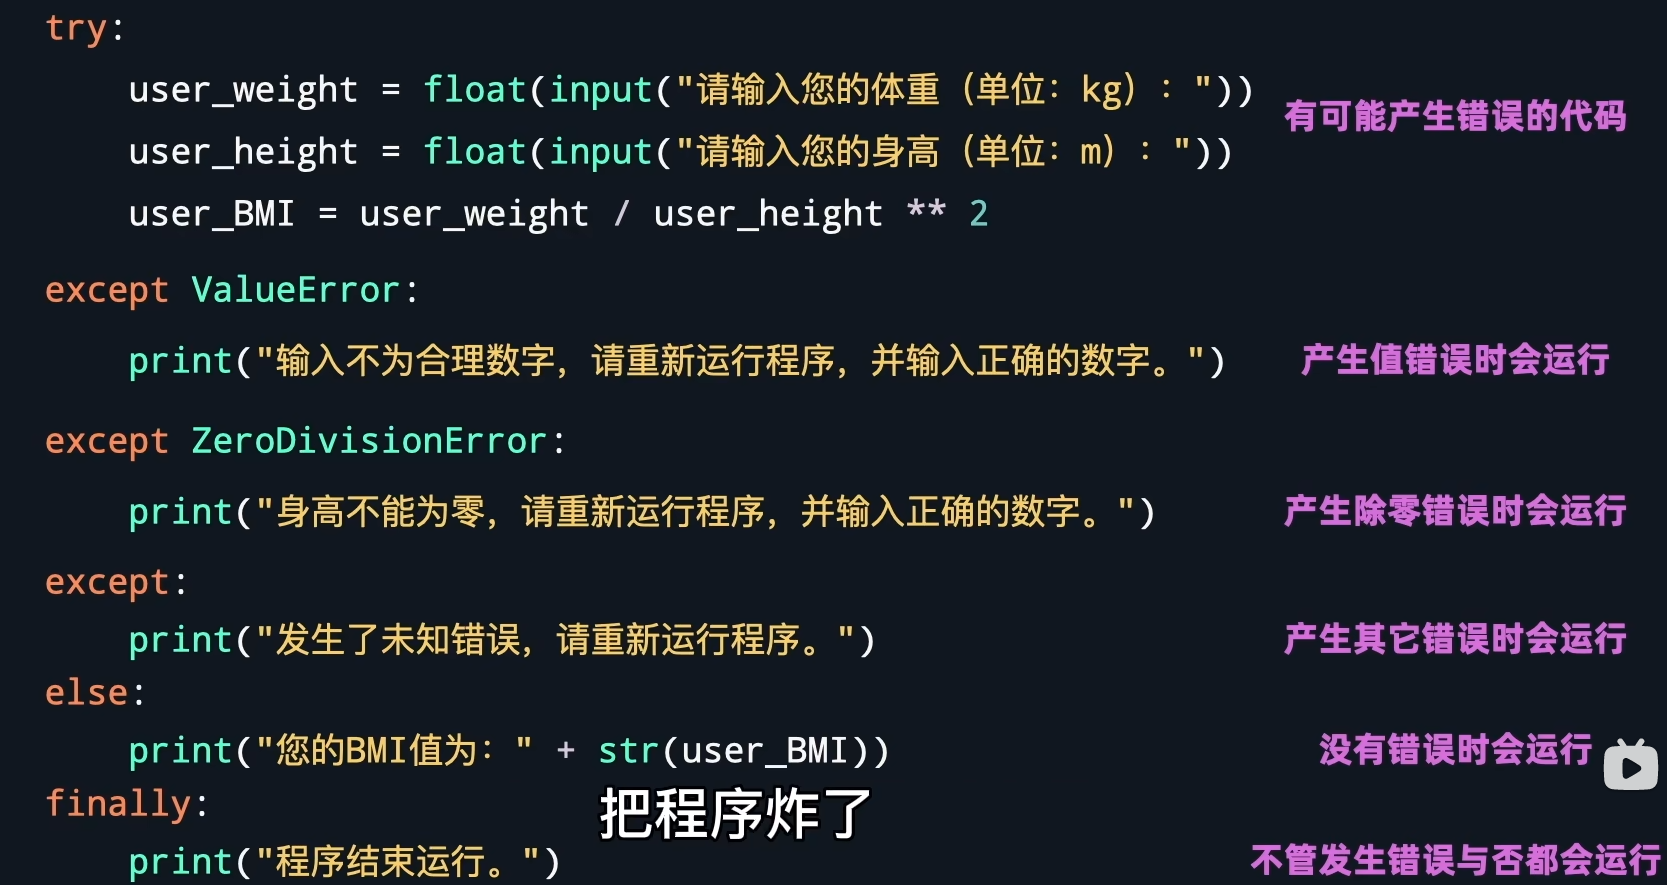 try:
user_weight = float(input("请输入您的体重（单位：kg）："))
有可能产生错误的代码
user_height = float(input("请输入您的身高（单位：m）："))
user_BMI = user_weight / user_height ** 2
except ValueError:
print("输入不为合理数字，请重新运行程序，并输入正确的数字。")
产生值错误时会运行
except ZeroDivisionError:
print("身高不能为零，请重新运行程序，并输入正确的数字。")
产生除零错误时会运行
except:
print("发生了未知错误，请重新运行程序。")
产生其它错误时会运行
else:
print("您的BMI值为：" + str(user_BMI))
没有错误时会运行
finally:
把程序炸了
print("程序结束运行。")
不管发生错误与否都会运行